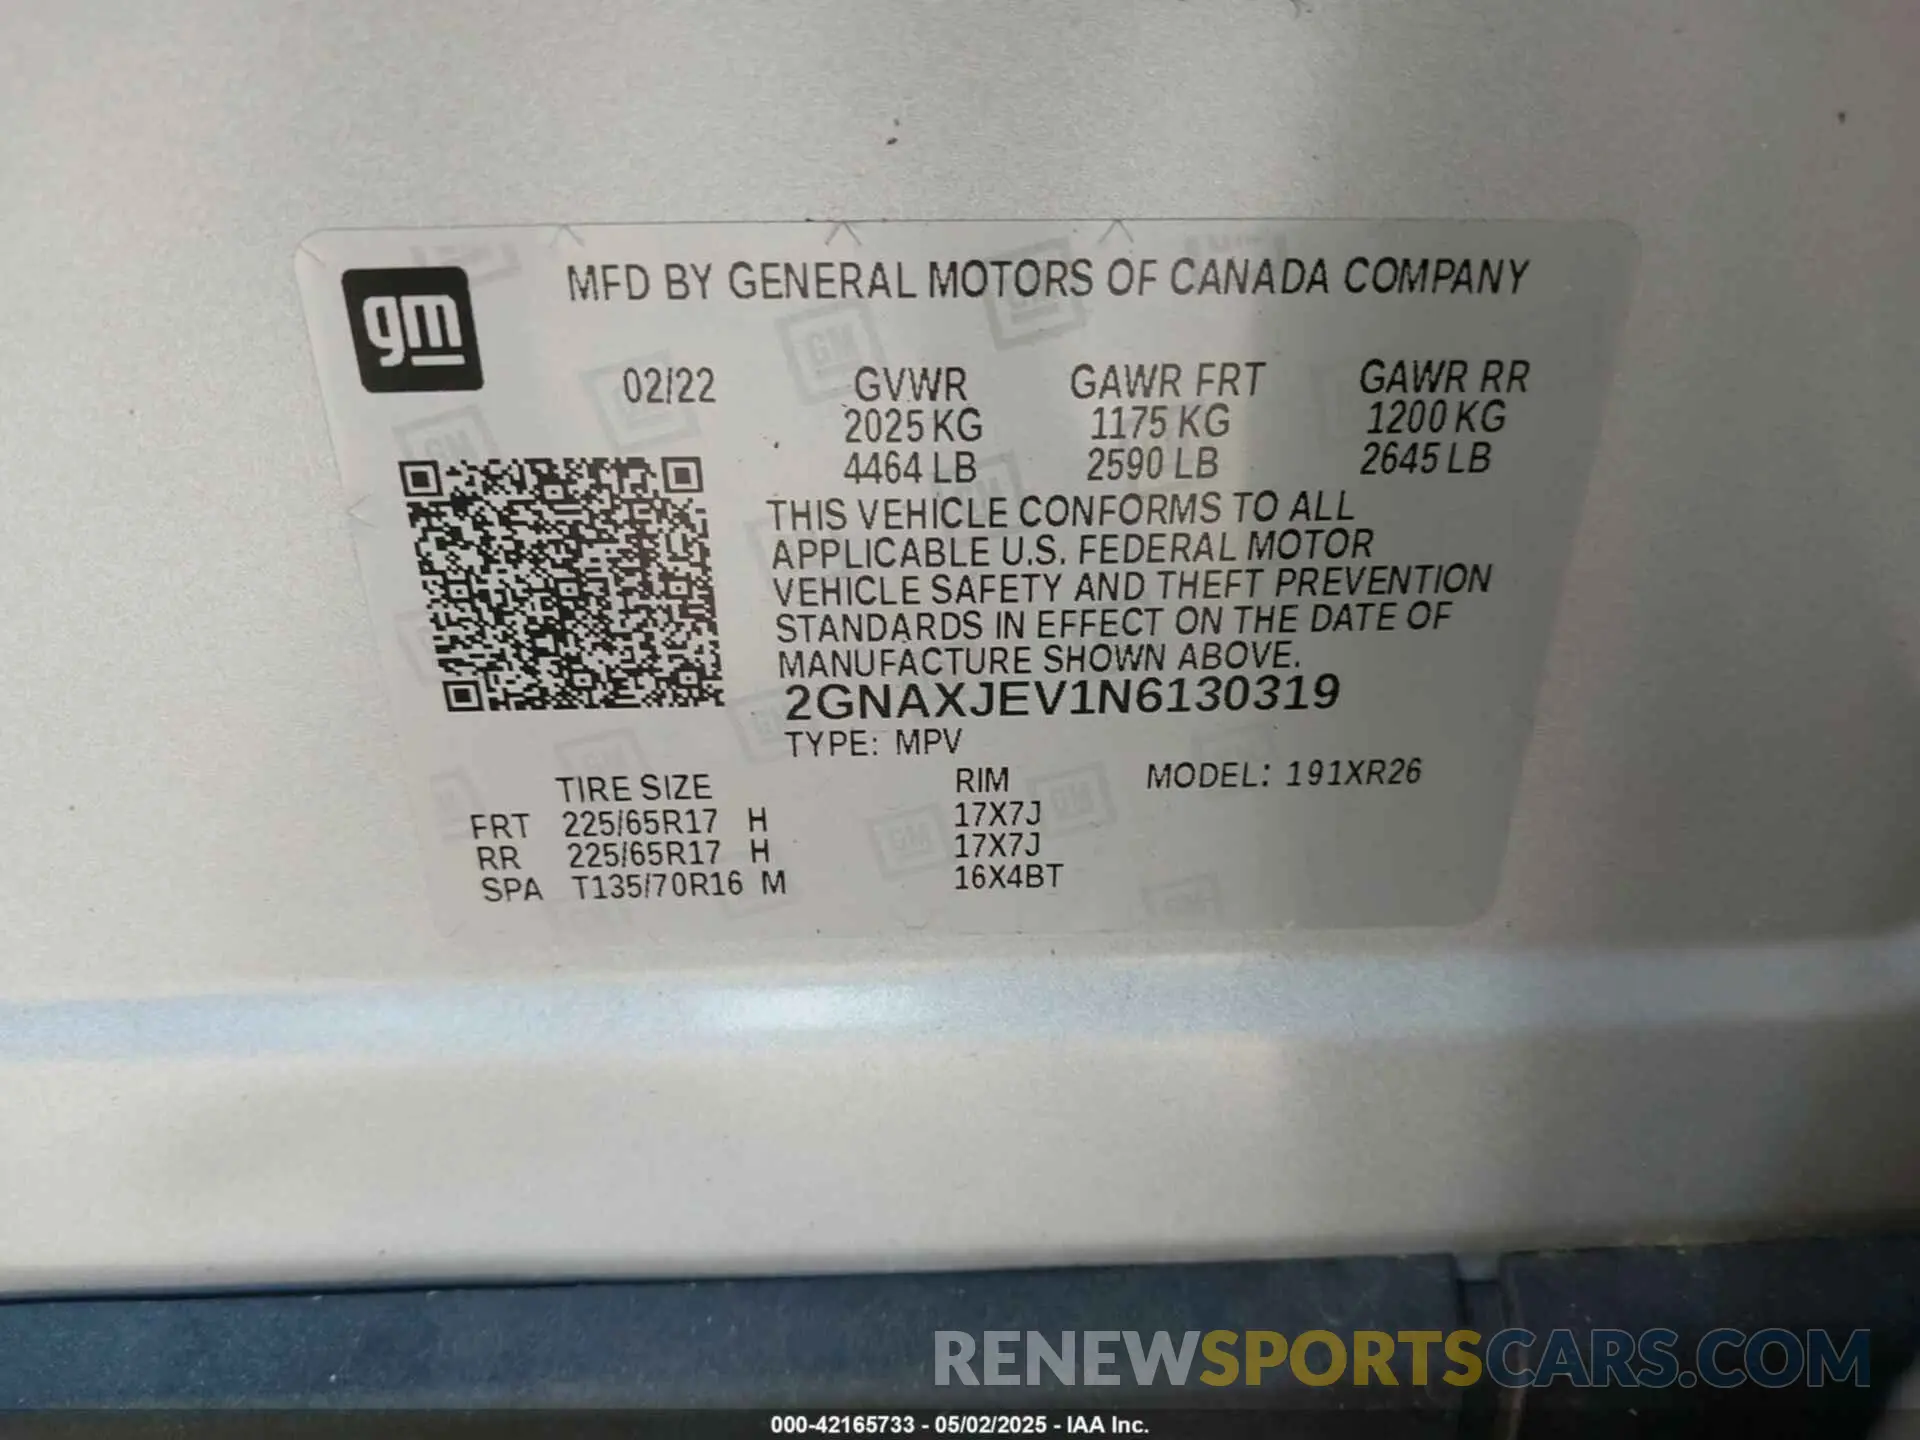 gm
MFD BY GENERAL MOTORS OF CANADA COMPANY
02/22 GVWR GAWR FRT GAWR RR
2025 KG 1175 KG 1200 KG
4464 LB 2590 LB 2645 LB
THIS VEHICLE CONFORMS TO ALL
APPLICABLE U.S. FEDERAL MOTOR
VEHICLE SAFETY AND THEFT PREVENTION
STANDARDS IN EFFECT ON THE DATE OF
MANUFACTURE SHOWN ABOVE.
2GNAXJEV1N6130319
TYPE: MPV
TIRE SIZE RIM MODEL: 191XR26
FRT 225/65R17 H 17X7J
RR 225/65R17 H 17X7J
SPA T135/70R16 M 16X4BT
RENEWSPORTSCARS.COM
000-42165733 - 05/02/2025 - IAA Inc.